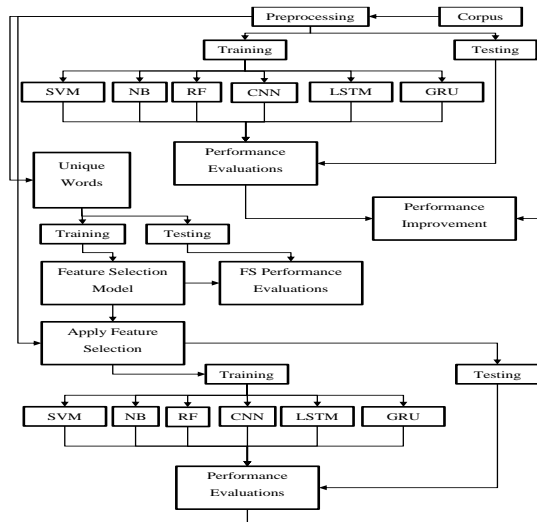 Preprocessing
Corpus
Training
Testing
SVM
NB
RF
CNN
LSTM
GRU
Performance
Evaluations
Unique
Words
Performance
Improvement
Training
Testing
Feature Selection
Model
FS Performance
Evaluations
Apply Feature
Selection
Training
Testing
SVM
NB
RF
CNN
LSTM
GRU
Performance
Evaluations